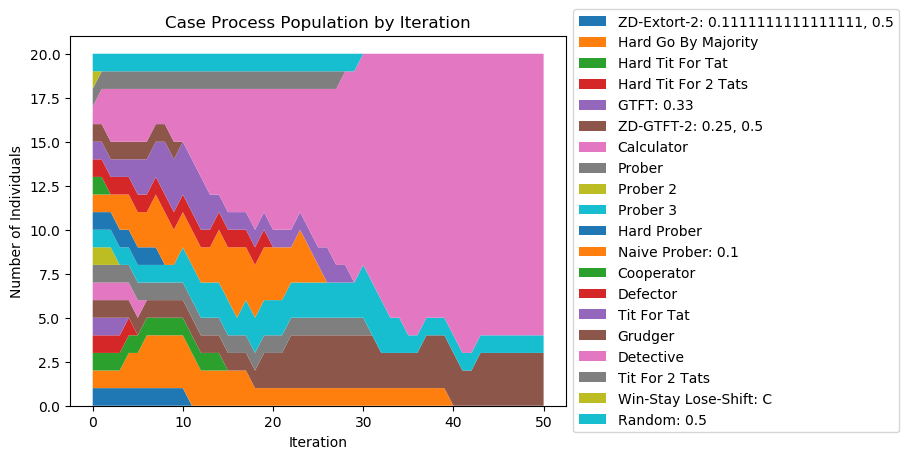 Case Process Population by Iteration
Number of Individuals
20.0
17.5
15.0
12.5
10.0
7.5
5.0
2.5
0.0
0 10 20 30 40 50
Iteration
ZD-Extort-2: 0.1111111111111111, 0.5
Hard Go By Majority
Hard Tit For Tat
Hard Tit For 2 Tats
GTFT: 0.33
ZD-GTFT-2: 0.25, 0.5
Calculator
Prober
Prober 2
Prober 3
Hard Prober
Naive Prober: 0.1
Cooperator
Defector
Tit For Tat
Grudger
Detective
Tit For 2 Tats
Win-Stay Lose-Shift: C
Random: 0.5